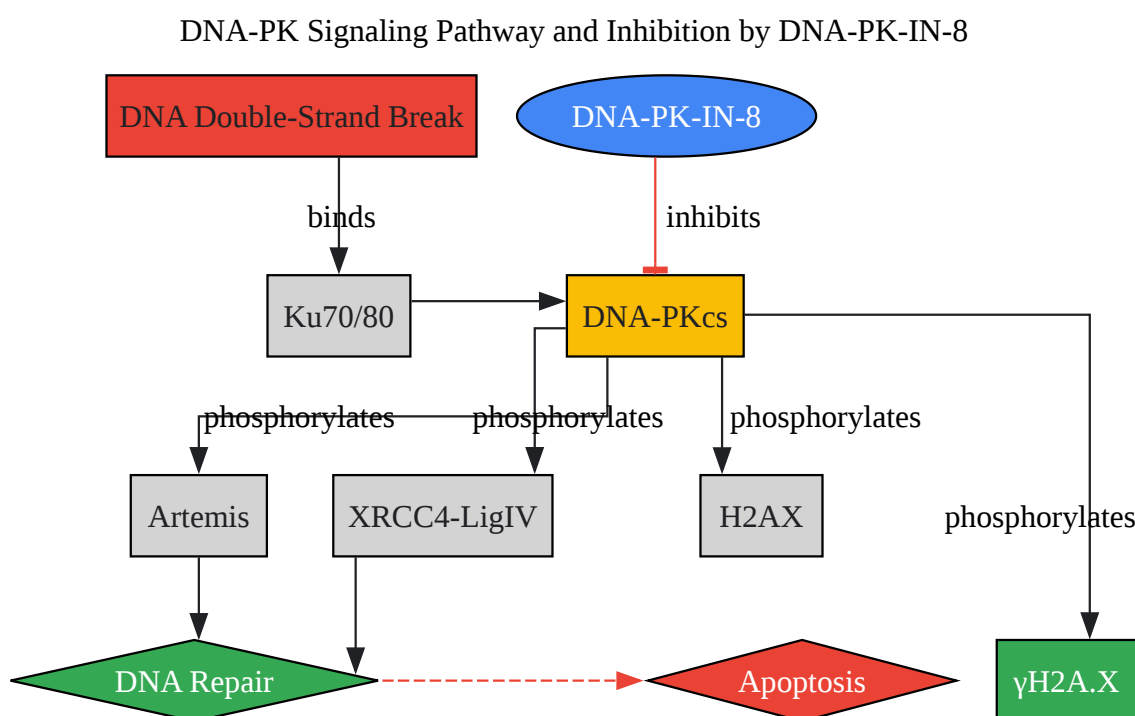 DNA-PK Signaling Pathway and Inhibition by DNA-PK-IN-8
DNA Double-Strand Break
DNA-PK-IN-8
binds
inhibits
Ku70/80
DNA-PKcs
phosphorylates
phosphorylates
phosphorylates
Artemis
XRCC4-LigIV
H2AX
phosphorylates
DNA Repair
Apoptosis
γH2A.X